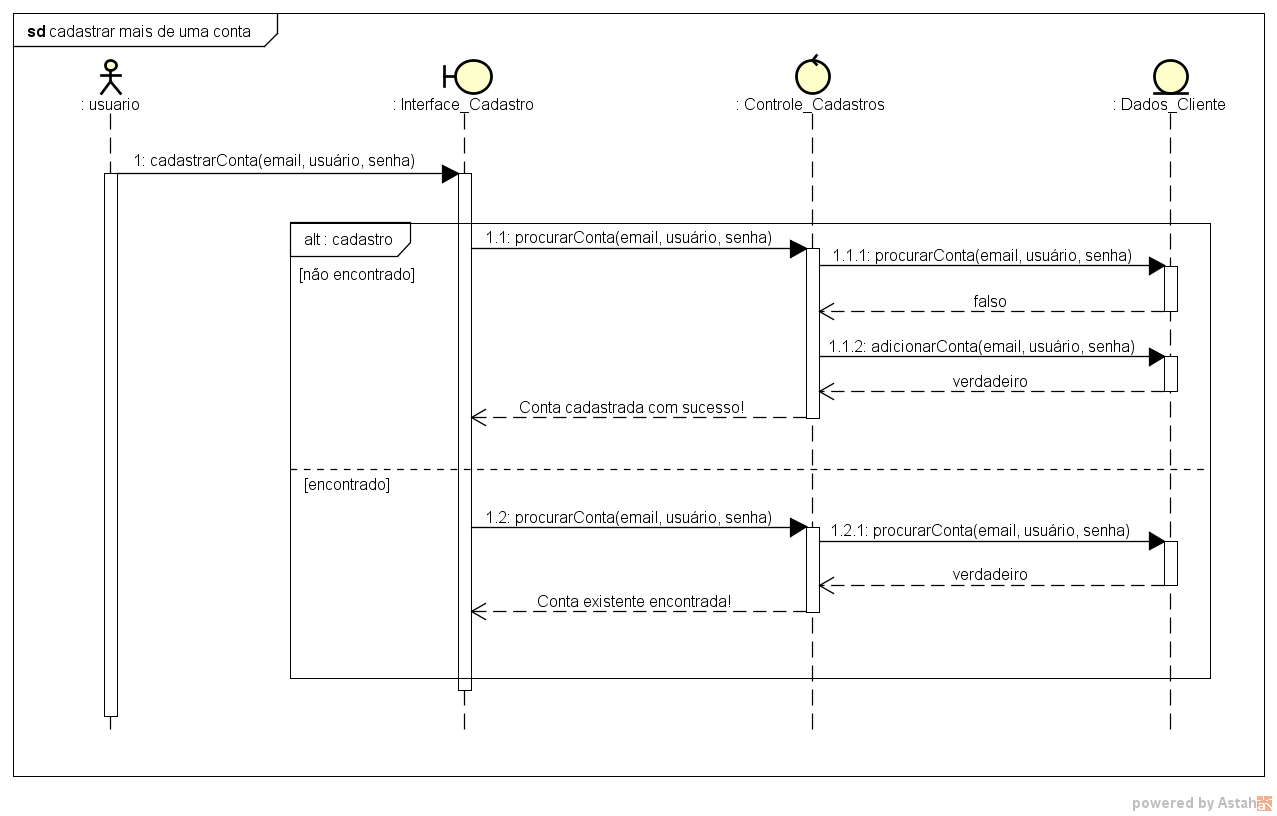 sd cadastrar mais de uma conta
: usuario
: Interface_Cadastro
: Controle_Cadastros
: Dados_Cliente
1: cadastrarConta(email, usuário, senha)
alt : cadastro
1.1: procurarConta(email, usuário, senha)
1.1.1: procurarConta(email, usuário, senha)
[não encontrado]
falso
1.1.2: adicionarConta(email, usuário, senha)
verdadeiro
Conta cadastrada com sucesso!
[encontrado]
1.2: procurarConta(email, usuário, senha)
1.2.1: procurarConta(email, usuário, senha)
verdadeiro
Conta existente encontrada!
powered by Astah